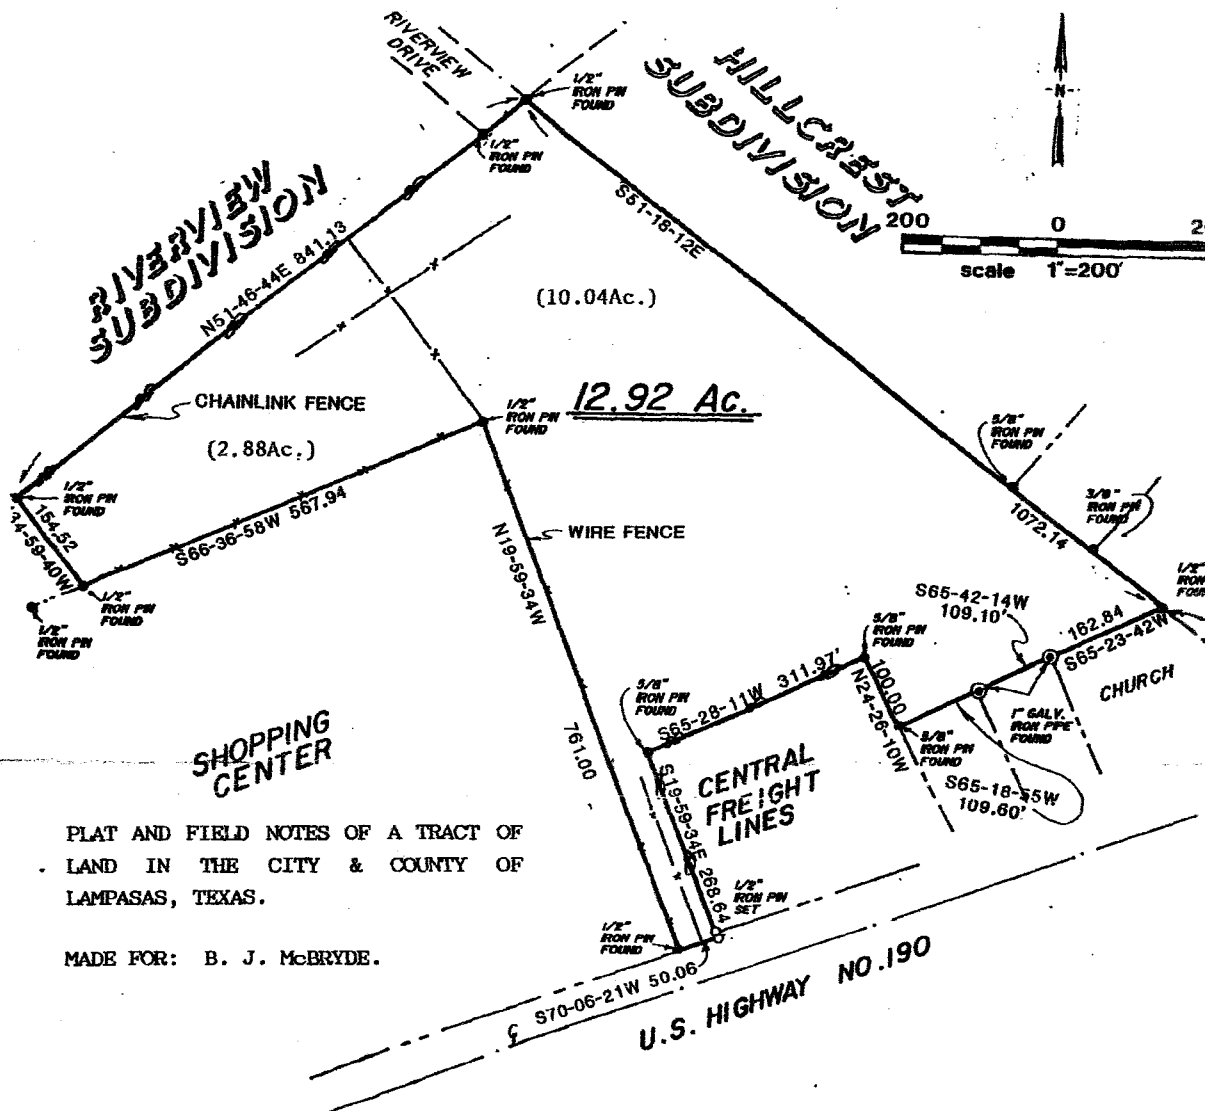 RIVERVIEW
DRIVE
1/2"
IRON PIN
FOUND
HILLCREST
SUBDIVISION
-N-
1/2"
IRON PIN
FOUND
RIVERVIEW
SUBDIVISION
N51-46-44E 841.13
S51-18-12E
200 0
scale 1"=200'
(10.04Ac.)
CHAINLINK FENCE
(2.88Ac.)
1/2"
IRON PIN
FOUND
12.92 Ac.
5/8"
IRON PIN
FOUND
1/2"
IRON PIN
FOUND
154.52
34-59-40W
S66-36-58W 567.94
1/2"
IRON PIN
FOUND
1/2"
IRON PIN
FOUND
N19-59-34W
761.00
WIRE FENCE
1072.14
3/8"
IRON PIN
FOUND
1/2"
IRON
S65-42-14W
109.10'
162.84
S65-23-42W
CHURCH
5/8"
IRON PIN
FOUND
5/8"
IRON PIN
FOUND
S65-28-11W 311.97'
100.00
N24-26-10W
1" GALV.
IRON PIPE
FOUND
5/8"
IRON PIN
FOUND
S65-18-55W
109.60'
SHOPPING
CENTER
CENTRAL
FREIGHT
LINES
S19-59-34E 268.64
1/2"
IRON PIN
SET
1/2"
IRON PIN
FOUND
PLAT AND FIELD NOTES OF A TRACT OF
LAND IN THE CITY & COUNTY OF
LAMPASAS, TEXAS.
MADE FOR: B. J. McBRYDE.
S70-06-21W 50.06
U.S. HIGHWAY NO.190